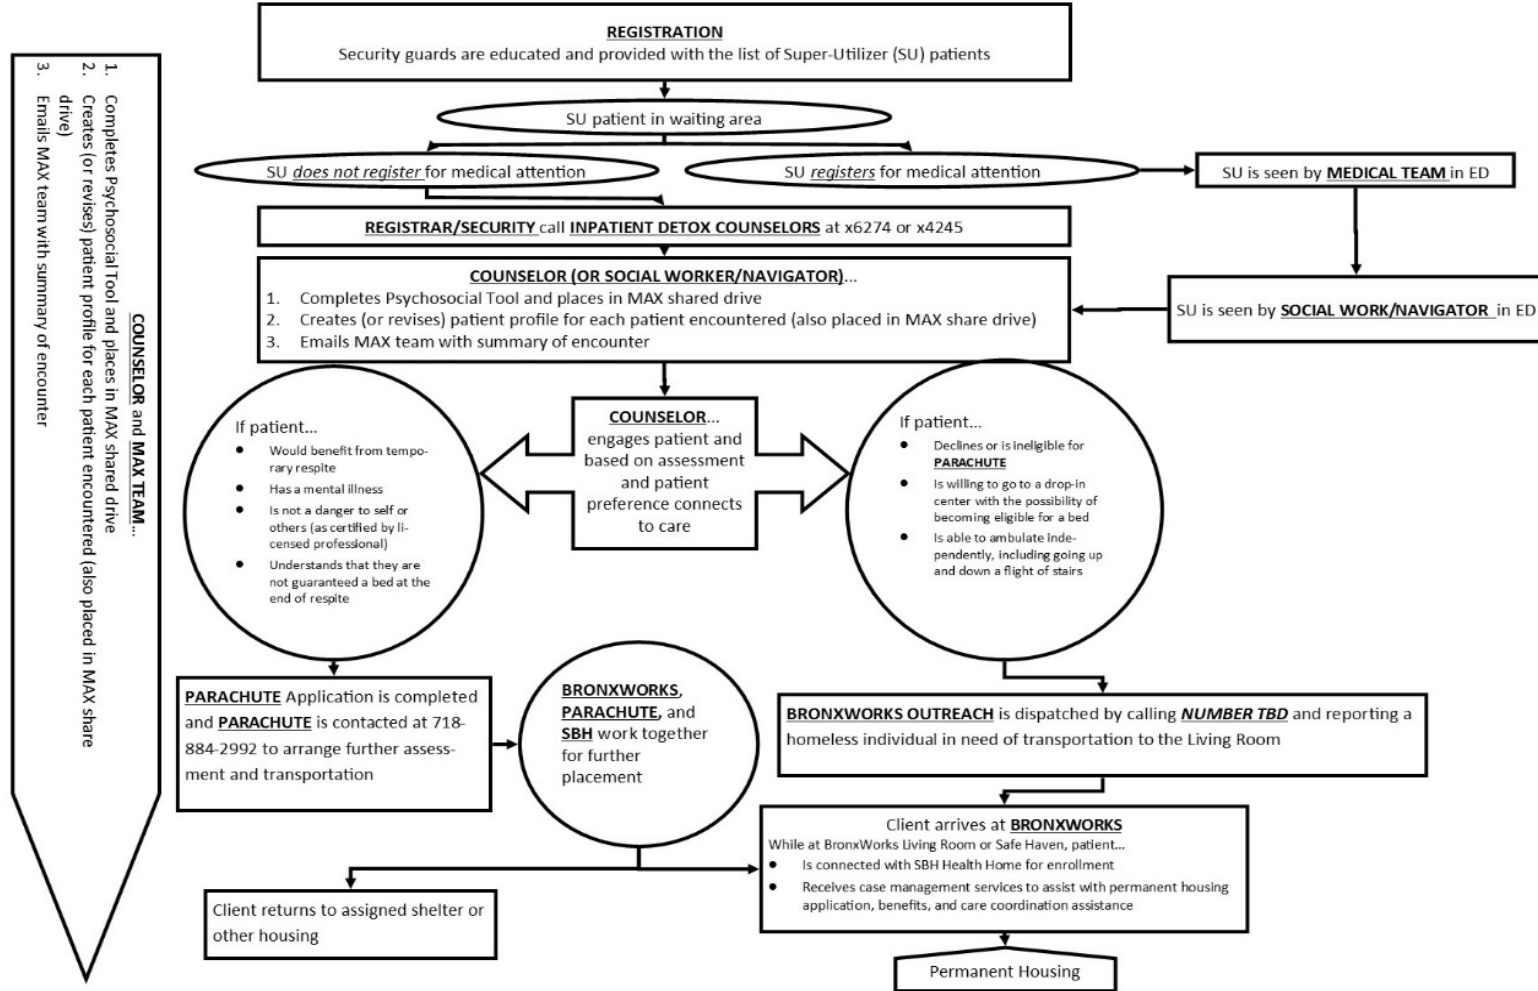 REGISTRATION
Security guards are educated and provided with the list of Super-Utilizer (SU) patients
SU patient in waiting area
SU does not register for medical attention
SU registers for medical attention
SU is seen by MEDICAL TEAM in ED
REGISTRAR/SECURITY call INPATIENT DETOX COUNSELORS at x6274 or x4245
COUNSELOR (OR SOCIAL WORKER/NAVIGATOR)...
1. Completes Psychosocial Tool and places in MAX shared drive
2. Creates (or revises) patient profile for each patient encountered (also placed in MAX share drive)
3. Emails MAX team with summary of encounter
SU is seen by SOCIAL WORK/NAVIGATOR in ED
COUNSELOR and MAX TEAM...
1. Completes Psychosocial Tool and places in MAX shared drive
2. Creates (or revises) patient profile for each patient encountered (also placed in MAX share
drive)
3. Emails MAX team with summary of encounter
If patient...
● Would benefit from tempo-
rary respite
● Has a mental illness
● Is not a danger to self or
others (as certified by li-
censed professional)
● Understands that they are
not guaranteed a bed at the
end of respite
COUNSELOR...
engages patient and
based on assessment
and patient
preference connects
to care
If patient...
● Declines or is ineligible for
PARACHUTE
● Is willing to go to a drop-in
center with the possibility of
becoming eligible for a bed
● Is able to ambulate inde-
pendently, including going up
and down a flight of stairs
PARACHUTE Application is completed
and PARACHUTE is contacted at 718-
884-2992 to arrange further assess-
ment and transportation
BRONXWORKS,
PARACHUTE, and
SBH work together
for further
placement
BRONXWORKS OUTREACH is dispatched by calling NUMBER TBD and reporting a
homeless individual in need of transportation to the Living Room
Client arrives at BRONXWORKS
While at BronxWorks Living Room or Safe Haven, patient...
● Is connected with SBH Health Home for enrollment
● Receives case management services to assist with permanent housing
application, benefits, and care coordination assistance
Client returns to assigned shelter or
other housing
Permanent Housing